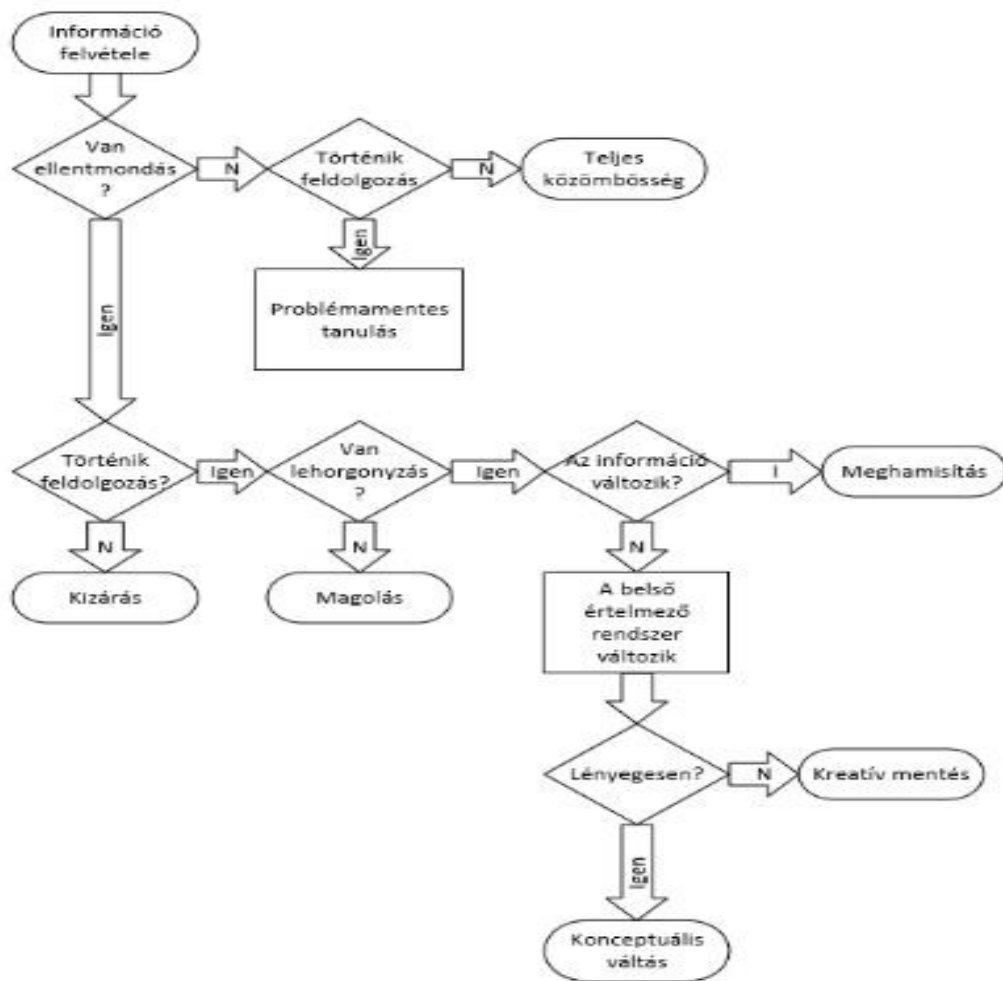 Információ
felvétele
Van
ellentmondás
?
N
Történik
feldolgozás
N
Teljes
közömbösség
Igen
Problémamentes
tanulás
Igen
Történik
feldolgozás?
Igen
Van
lehorgonyzás
?
Igen
Az információ
változik?
I
Meghamisítás
N
Kizárás
N
Magolás
N
A belső
értelmező
rendszer
változik
Lényegesen?
N
Kreatív mentés
Igen
Konceptuális
váltás